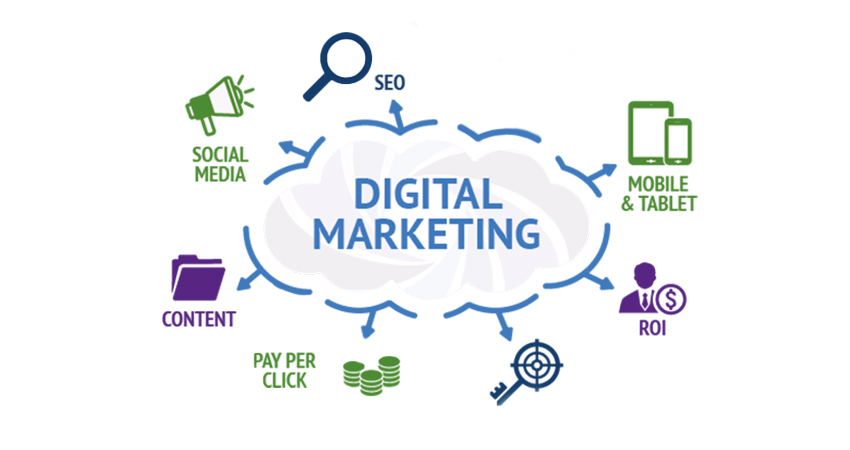 SEO
SOCIAL
MEDIA
MOBILE
& TABLET
DIGITAL
MARKETING
CONTENT
$
ROI
PAY PER
CLICK